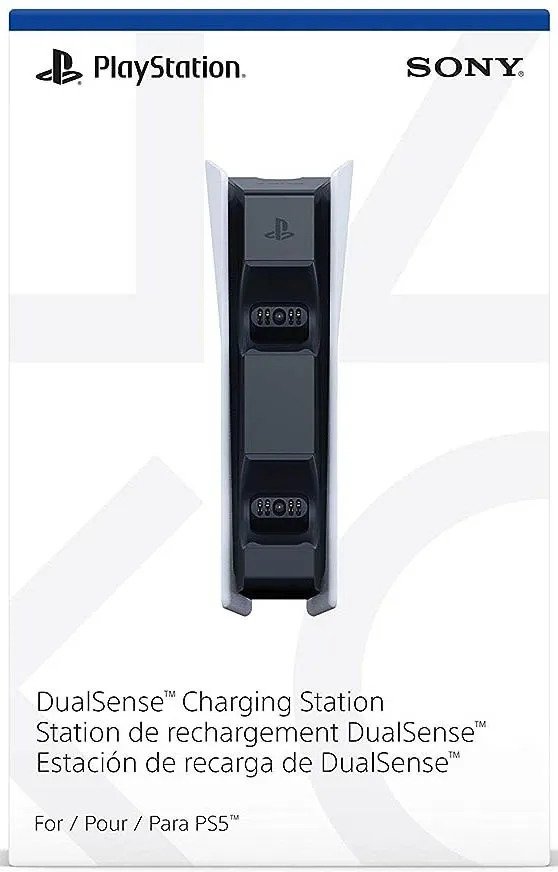 PlayStation®
SONY®
DualSense™ Charging Station
Station de rechargement DualSense™
Estación de recarga de DualSense™
For / Pour / Para PS5™